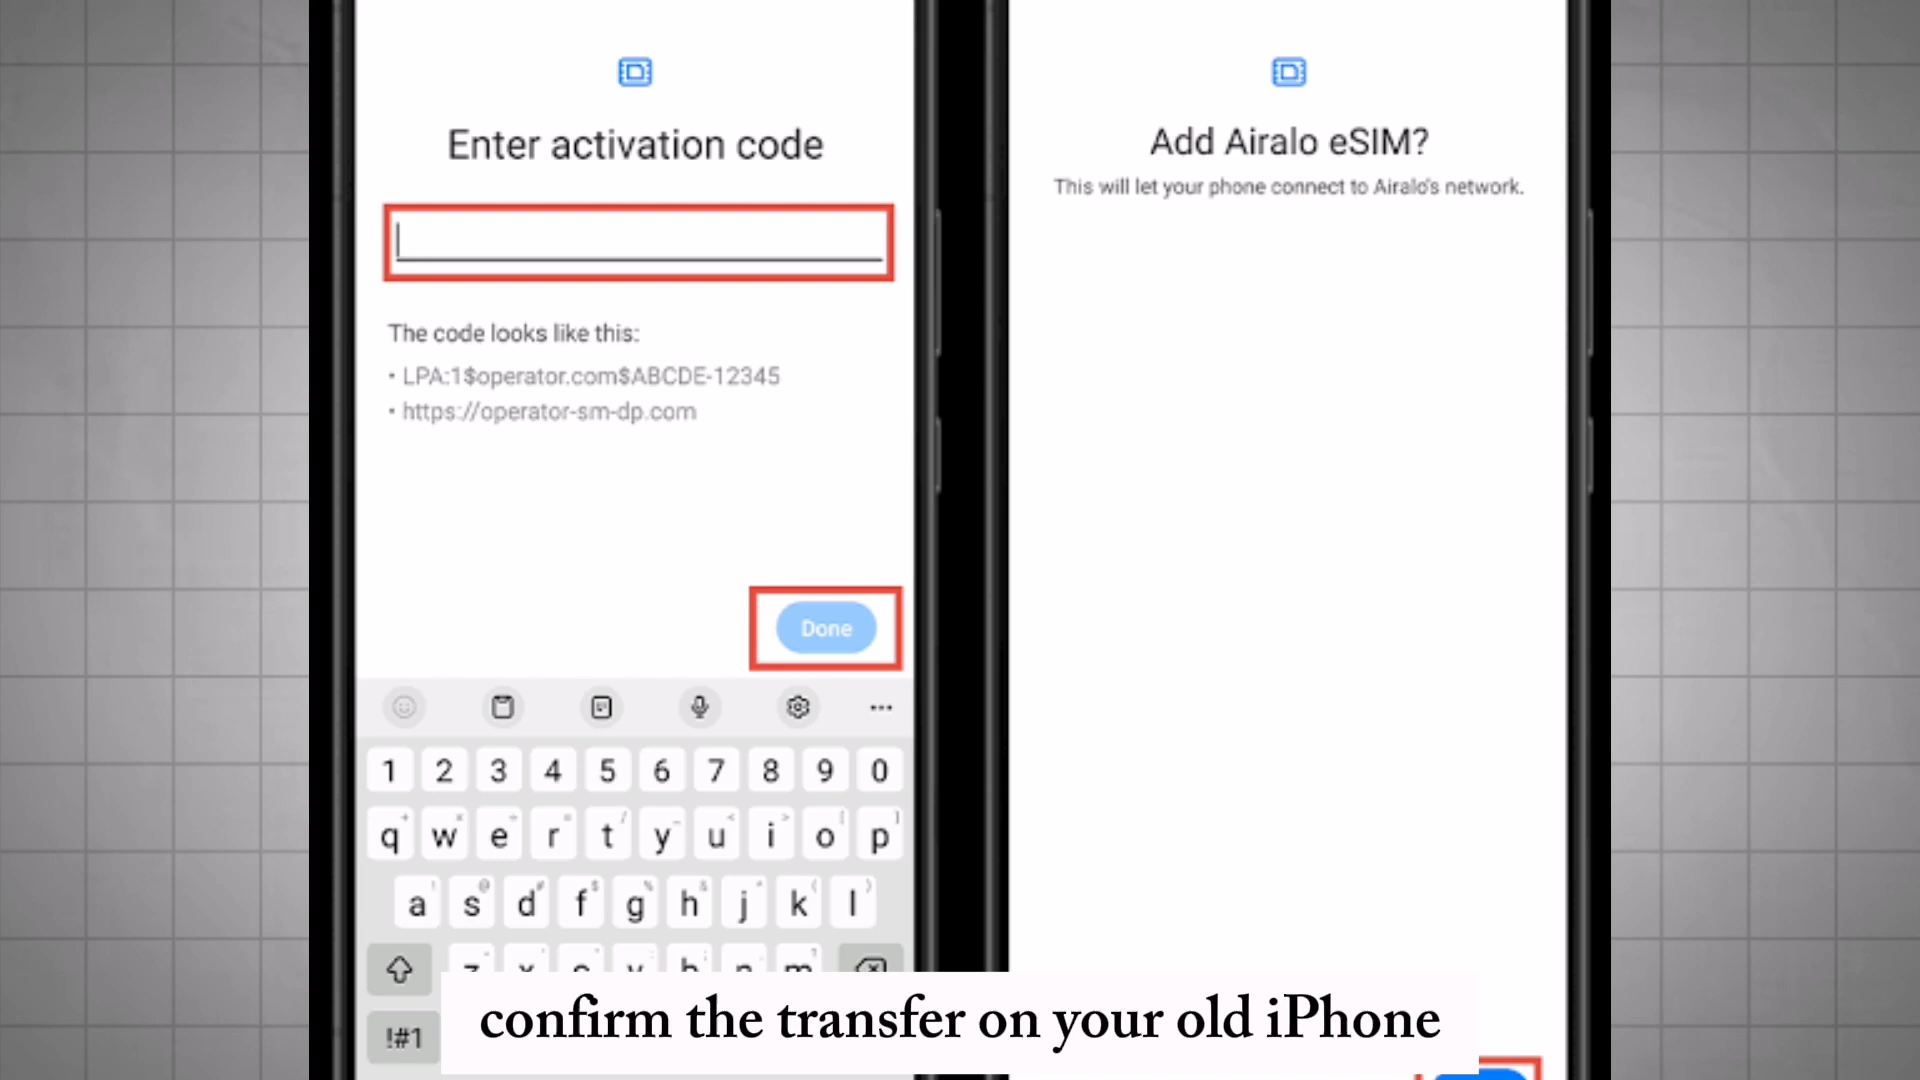 Enter activation code
The code looks like this:
• LPA:1$operator.com$ABCDE-12345
• https://operator-sm-dp.com
Done
1 2 3 4 5 6 7 8 9 0
q w e r t y u i o p
a s d f g h j k l
z x c v b n m
!#1
Add Airalo eSIM?
This will let your phone connect to Airalo's network.
confirm the transfer on your old iPhone